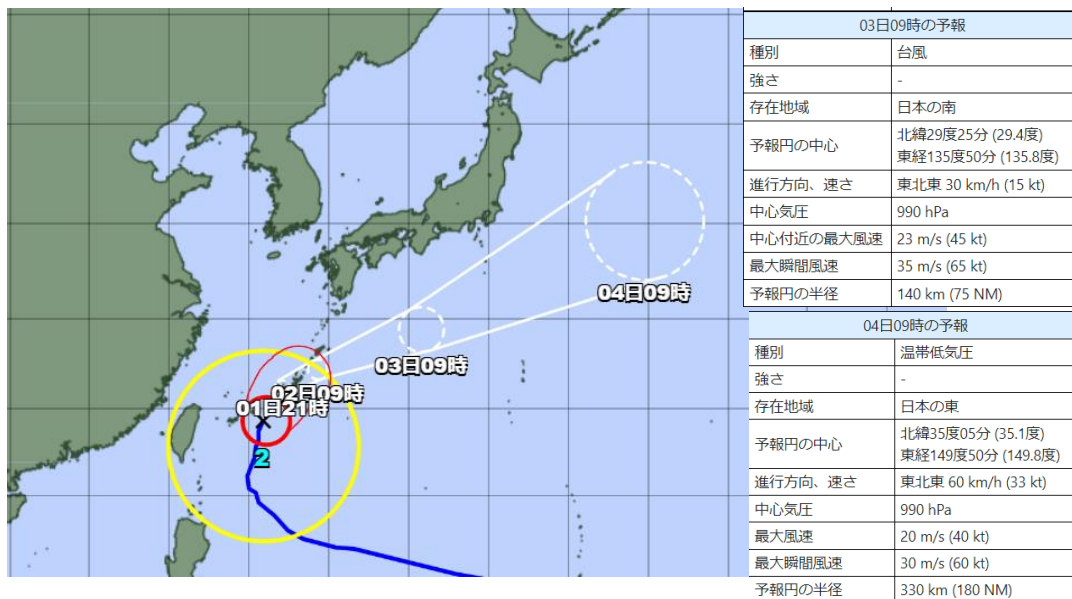 04日09時
03日09時
02日09時
01日21時
2
03日09時の予報
種別 台風
強さ -
存在地域 日本の南
予報円の中心 北緯29度25分 (29.4度)
東経135度50分 (135.8度)
進行方向、速さ 東北東 30 km/h (15 kt)
中心気圧 990 hPa
中心付近の最大風速 23 m/s (45 kt)
最大瞬間風速 35 m/s (65 kt)
予報円の半径 140 km (75 NM)
04日09時の予報
種別 温帯低気圧
強さ -
存在地域 日本の東
予報円の中心 北緯35度05分 (35.1度)
東経149度50分 (149.8度)
進行方向、速さ 東北東 60 km/h (33 kt)
中心気圧 990 hPa
最大風速 20 m/s (40 kt)
最大瞬間風速 30 m/s (60 kt)
予報円の半径 330 km (180 NM)